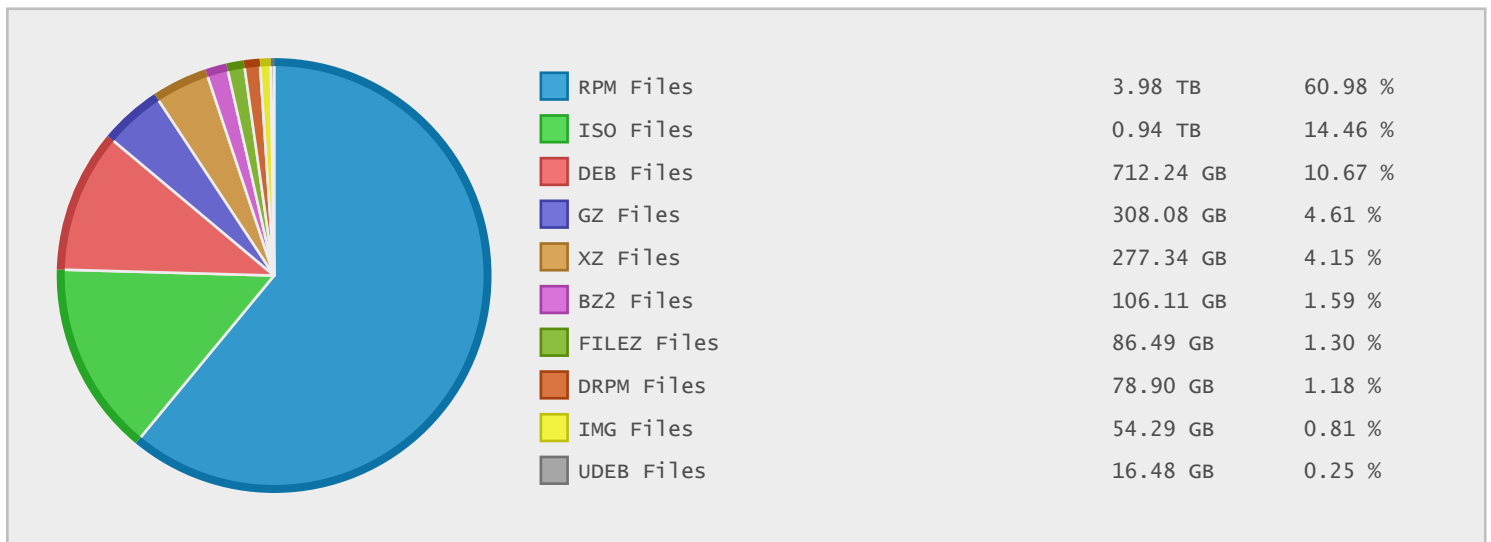 RPM Files 3.98 TB 60.98 %
ISO Files 0.94 TB 14.46 %
DEB Files 712.24 GB 10.67 %
GZ Files 308.08 GB 4.61 %
XZ Files 277.34 GB 4.15 %
BZ2 Files 106.11 GB 1.59 %
FILEZ Files 86.49 GB 1.30 %
DRPM Files 78.90 GB 1.18 %
IMG Files 54.29 GB 0.81 %
UDEB Files 16.48 GB 0.25 %